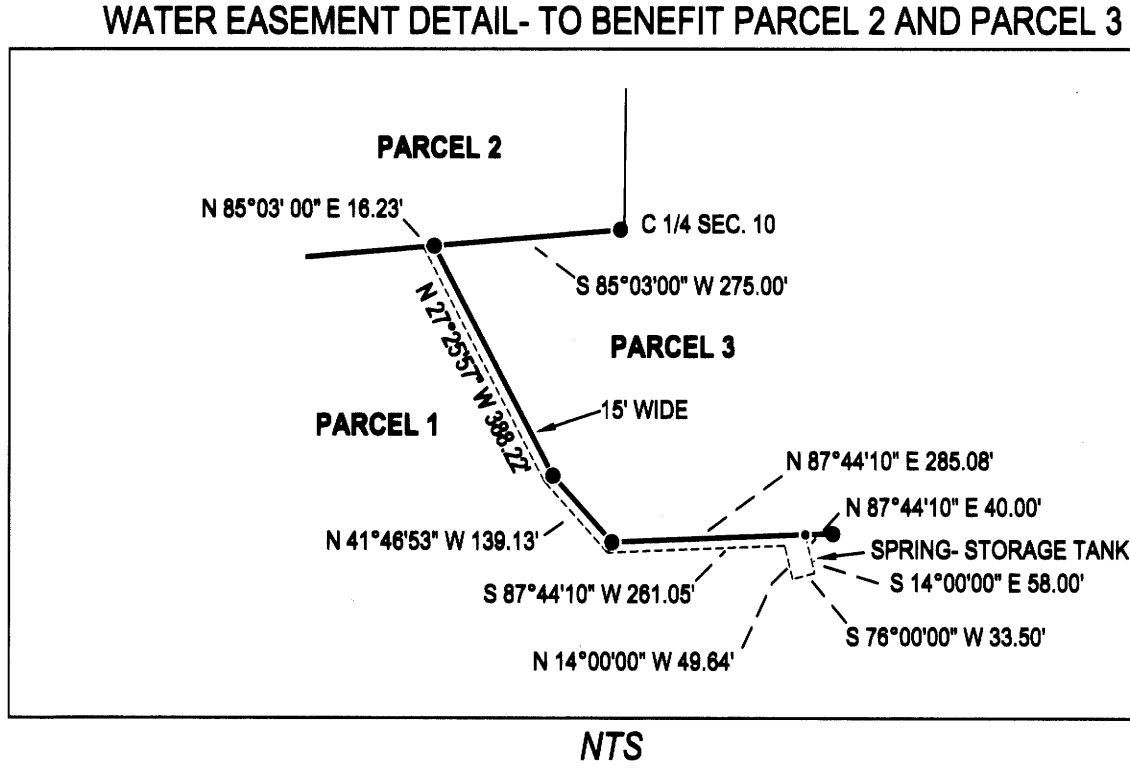 WATER EASEMENT DETAIL- TO BENEFIT PARCEL 2 AND PARCEL 3
PARCEL 2
N 85°03' 00" E 16.23'
C 1/4 SEC. 10
S 85°03'00" W 275.00'
N 27°25'57" W 388.22'
PARCEL 3
15' WIDE
PARCEL 1
N 87°44'10" E 285.08'
N 87°44'10" E 40.00'
N 41°46'53" W 139.13'
SPRING- STORAGE TANK
S 87°44'10" W 261.05'
S 14°00'00" E 58.00'
S 76°00'00" W 33.50'
N 14°00'00" W 49.64'
NTS